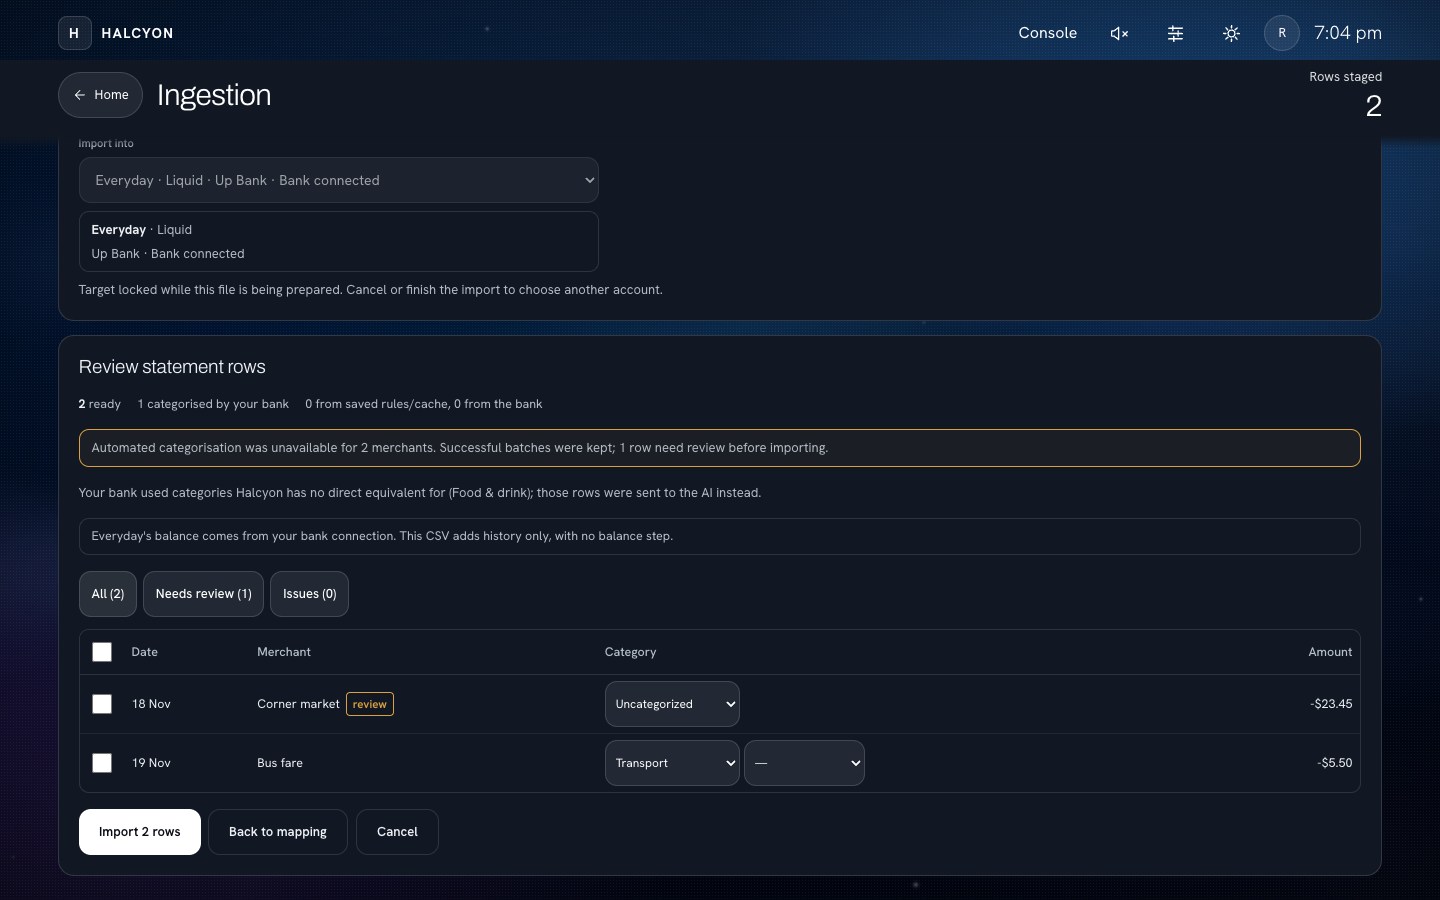 H HALCYON Console R 7:04 pm
← Home Ingestion Rows staged
2
Import into
Everyday · Liquid · Up Bank · Bank connected
Everyday · Liquid
Up Bank · Bank connected
Target locked while this file is being prepared. Cancel or finish the import to choose another account.
Review statement rows
2 ready 1 categorised by your bank 0 from saved rules/cache, 0 from the bank
Automated categorisation was unavailable for 2 merchants. Successful batches were kept; 1 row need review before importing.
Your bank used categories Halcyon has no direct equivalent for (Food & drink); those rows were sent to the AI instead.
Everyday's balance comes from your bank connection. This CSV adds history only, with no balance step.
All (2) Needs review (1) Issues (0)
Date Merchant Category Amount
18 Nov Corner market review Uncategorized -$23.45
19 Nov Bus fare Transport — -$5.50
Import 2 rows Back to mapping Cancel